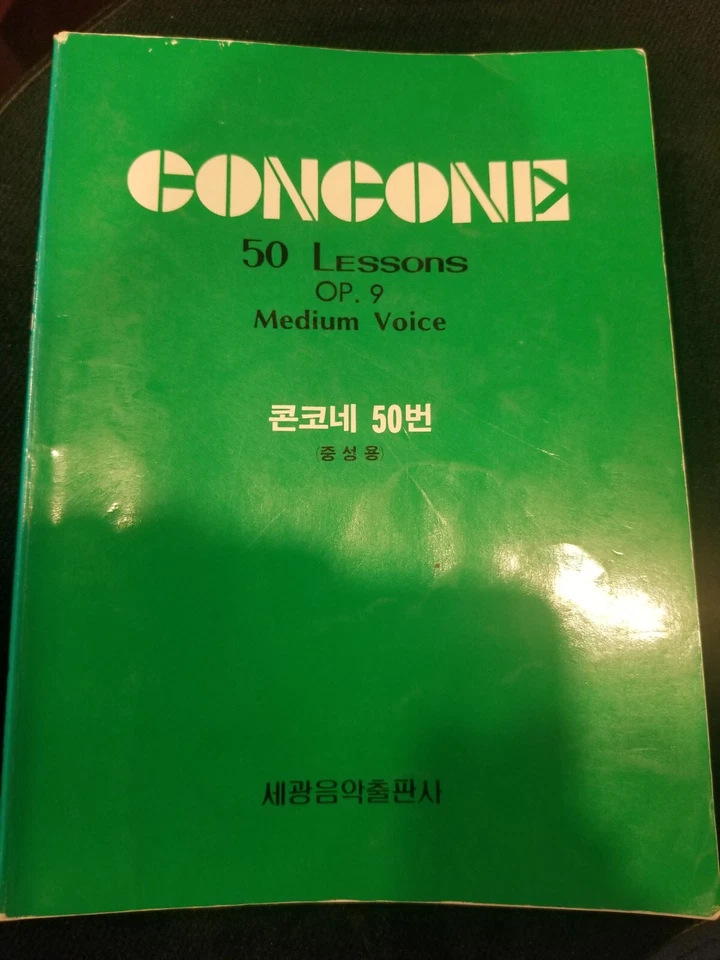 CONCONE
50 LESSONS
OP. 9
Medium Voice
콘코네 50번
(중성용)
세광음악출판사